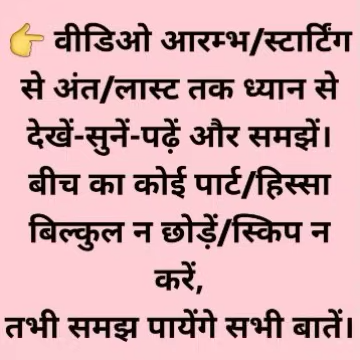 👉 वीडिओ आरम्भ/स्टार्टिंग
से अंत/लास्ट तक ध्यान से
देखें-सुनें-पढ़ें और समझें।
बीच का कोई पार्ट/हिस्सा
बिल्कुल न छोड़ें/स्किप न
करें,
तभी समझ पायेंगे सभी बातें।